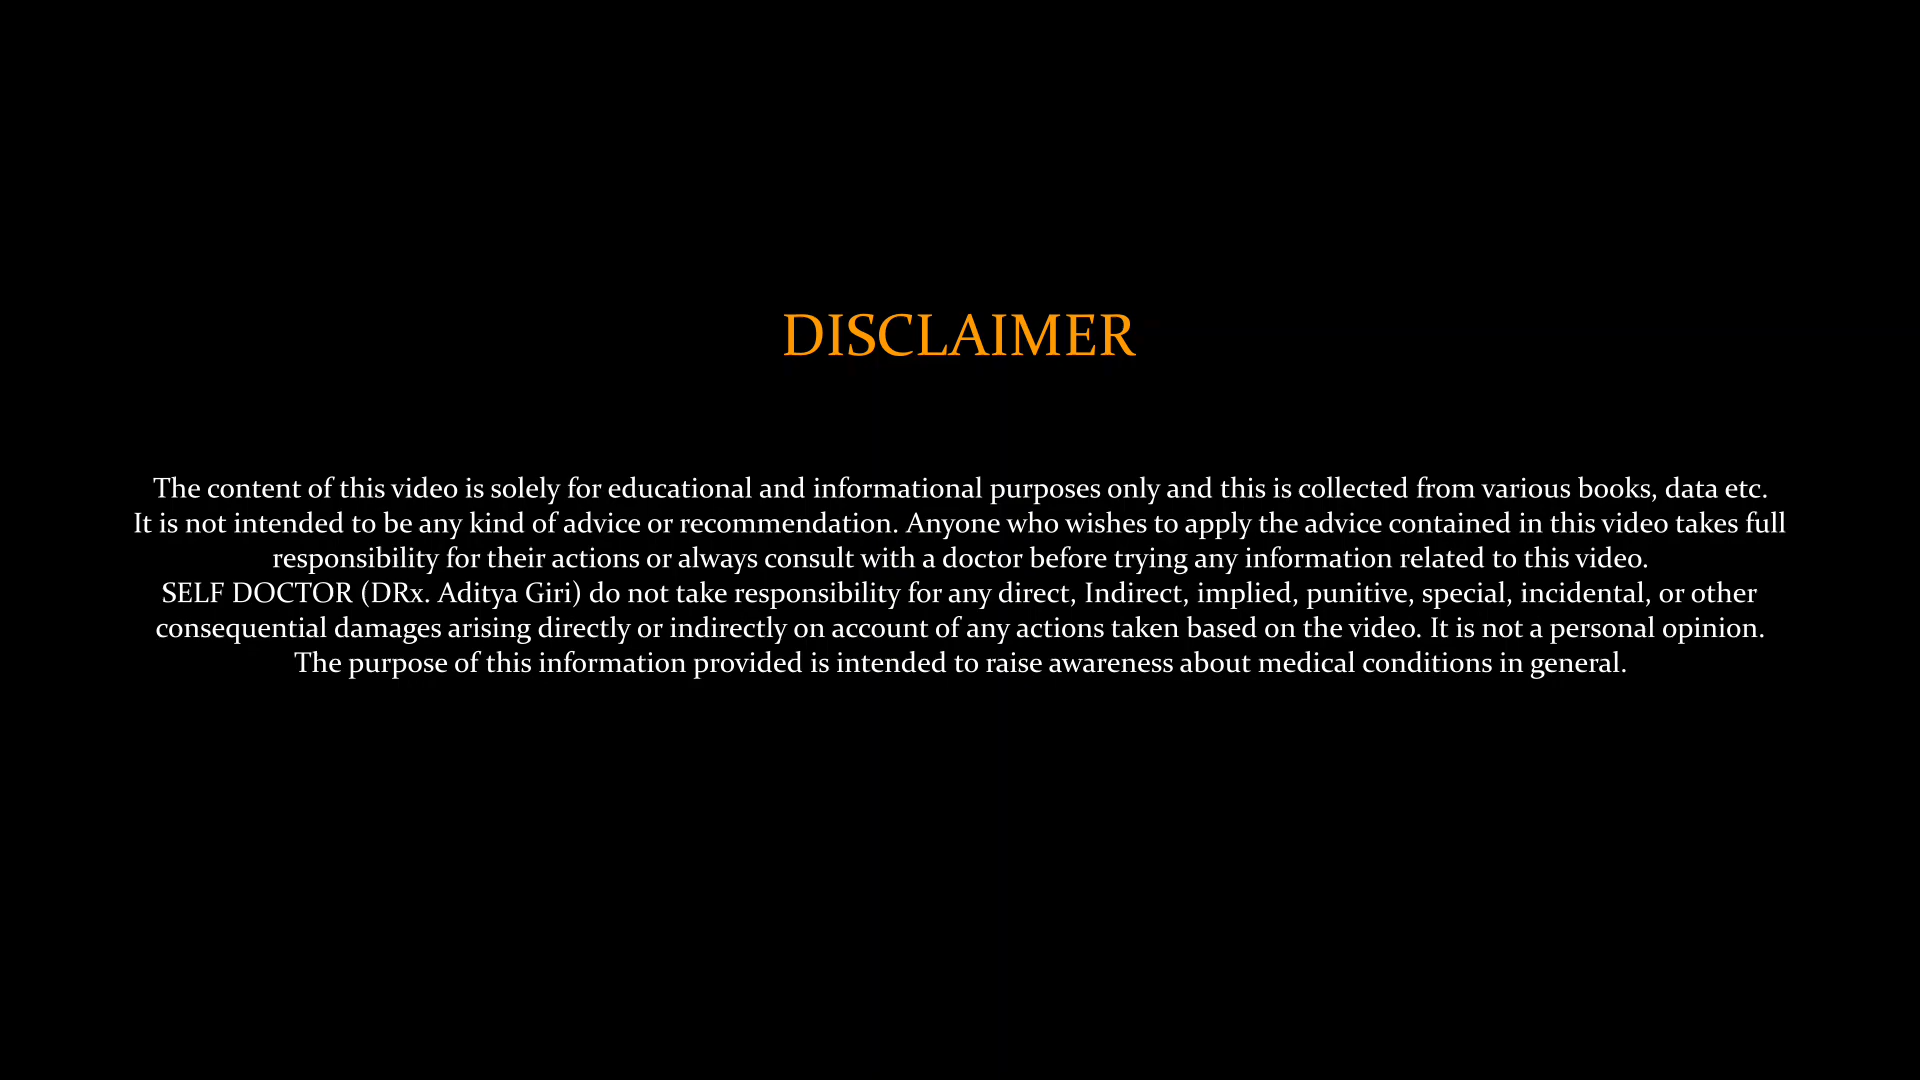 DISCLAIMER
The content of this video is solely for educational and informational purposes only and this is collected from various books, data etc.
It is not intended to be any kind of advice or recommendation. Anyone who wishes to apply the advice contained in this video takes full
responsibility for their actions or always consult with a doctor before trying any information related to this video.
SELF DOCTOR (DRx. Aditya Giri) do not take responsibility for any direct, Indirect, implied, punitive, special, incidental, or other
consequential damages arising directly or indirectly on account of any actions taken based on the video. It is not a personal opinion.
The purpose of this information provided is intended to raise awareness about medical conditions in general.